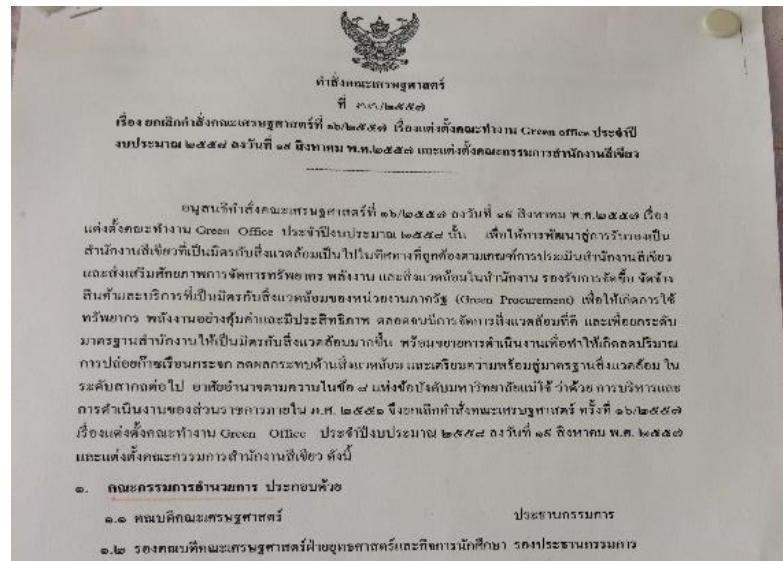 คำสั่งคณะเศรษฐศาสตร์
ที่ ๓๓/๒๕๕๗
เรื่อง ยกเลิกคำสั่งคณะเศรษฐศาสตร์ที่ ๑๖/๒๕๕๗ เรื่องแต่งตั้งคณะทำงาน Green office ประจำปี
งบประมาณ ๒๕๕๘ ลงวันที่ ๑๙ สิงหาคม พ.ศ.๒๕๕๗ และแต่งตั้งคณะกรรมการสำนักงานสีเขียว
อนุสนธิคำสั่งคณะเศรษฐศาสตร์ที่ ๑๖/๒๕๕๗ ลงวันที่ ๑๙ สิงหาคม พ.ศ.๒๕๕๗ เรื่อง
แต่งตั้งคณะทำงาน Green Office ประจำปีงบประมาณ ๒๕๕๘ นั้น เพื่อให้การพัฒนาสู่การรับรองเป็น
สำนักงานสีเขียวที่เป็นมิตรกับสิ่งแวดล้อมเป็นไปในทิศทางที่ถูกต้องตามเกณฑ์การประเมินสำนักงานสีเขียว
และส่งเสริมศักยภาพการจัดการทรัพยากร พลังงาน และสิ่งแวดล้อมในสำนักงาน รองรับการจัดซื้อ จัดจ้าง
สินค้าและบริการที่เป็นมิตรกับสิ่งแวดล้อมของหน่วยงานภาครัฐ (Green Procurement) เพื่อให้เกิดการใช้
ทรัพยากร พลังงานอย่างคุ้มค่าและมีประสิทธิภาพ ตลอดจนมีการจัดการสิ่งแวดล้อมที่ดี และเพื่อยกระดับ
มาตรฐานสำนักงานให้เป็นมิตรกับสิ่งแวดล้อมมากขึ้น พร้อมขยายการดำเนินงานเพื่อทำให้เกิดลดปริมาณ
การปล่อยก๊าซเรือนกระจก ลดผลกระทบด้านสิ่งแวดล้อม และเตรียมความพร้อมสู่มาตรฐานสิ่งแวดล้อม ใน
ระดับสากลต่อไป อาศัยอำนาจตามความในข้อ ๘ แห่งข้อบังคับมหาวิทยาลัยแม่โจ้ ว่าด้วย การบริหารและ
การดำเนินงานของส่วนราชการภายใน พ.ศ. ๒๕๕๑ จึงยกเลิกคำสั่งคณะเศรษฐศาสตร์ ครั้งที่ ๑๖/๒๕๕๗
เรื่องแต่งตั้งคณะทำงาน Green Office ประจำปีงบประมาณ ๒๕๕๘ ลงวันที่ ๑๙ สิงหาคม พ.ศ. ๒๕๕๗
และแต่งตั้งคณะกรรมการสำนักงานสีเขียว ดังนี้
๑. คณะกรรมการอำนวยการ ประกอบด้วย
๑.๑ คณบดีคณะเศรษฐศาสตร์ ประธานกรรมการ
๑.๒ รองคณบดีคณะเศรษฐศาสตร์ฝ่ายยุทธศาสตร์และกิจการนักศึกษา รองประธานกรรมการ